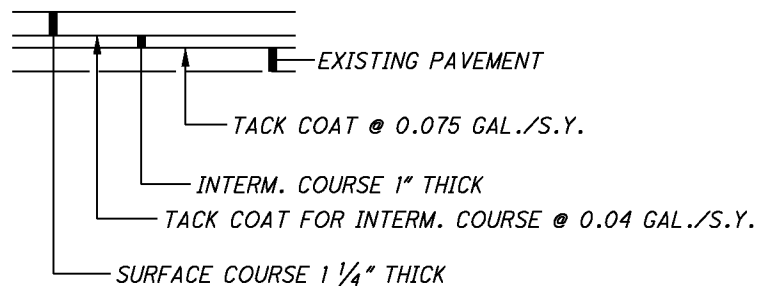 EXISTING PAVEMENT
TACK COAT @ 0.075 GAL./S.Y.
INTERM. COURSE 1" THICK
TACK COAT FOR INTERM. COURSE @ 0.04 GAL./S.Y.
SURFACE COURSE 1 1/4" THICK